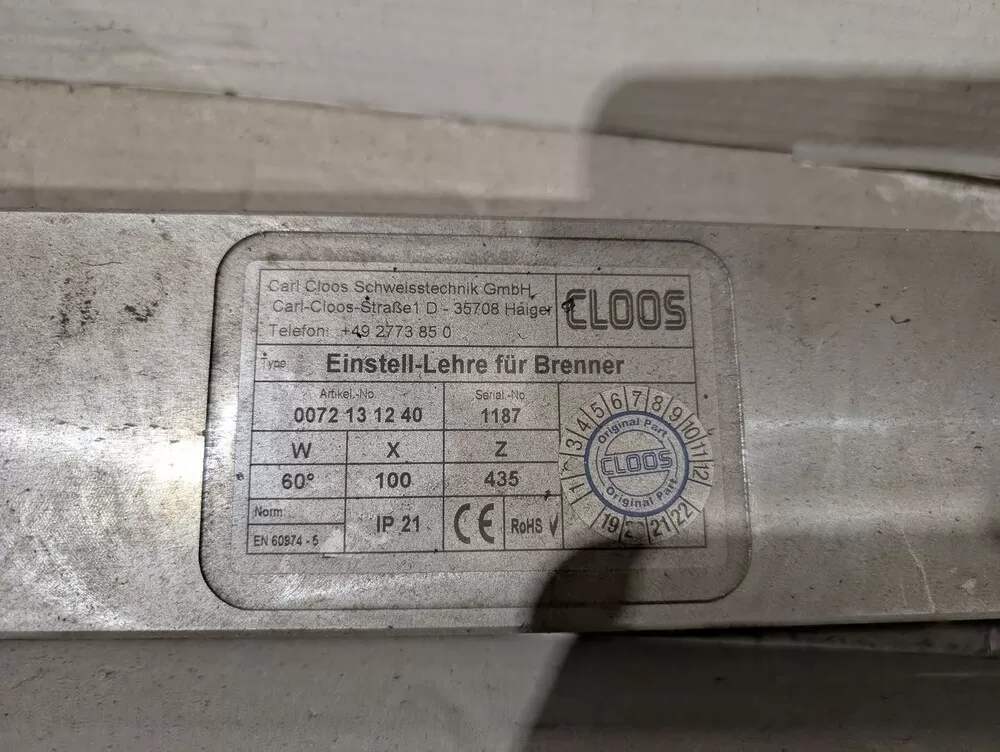 Carl Cloos Schweisstechnik GmbH
Carl-Cloos-Straße1 D - 35708 Haiger
Telefon: +49 2773 85 0
CLOOS
Type Einstell-Lehre für Brenner
Artikel.-No Serial.-No
0072 13 12 40 1187
W X Z
60° 100 435
Norm:
EN 60974 - 5
IP 21 CE RoHS √
1 3 4 5 6 7 8 9 10 11 12
Original Part
CLOOS
Original Part
19 21 22